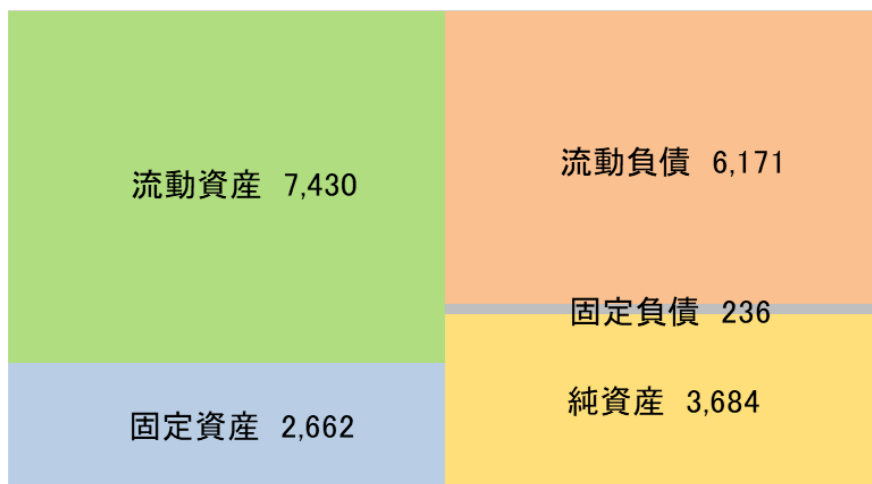 流動資産 7,430
固定資産 2,662
流動負債 6,171
固定負債 236
純資産 3,684